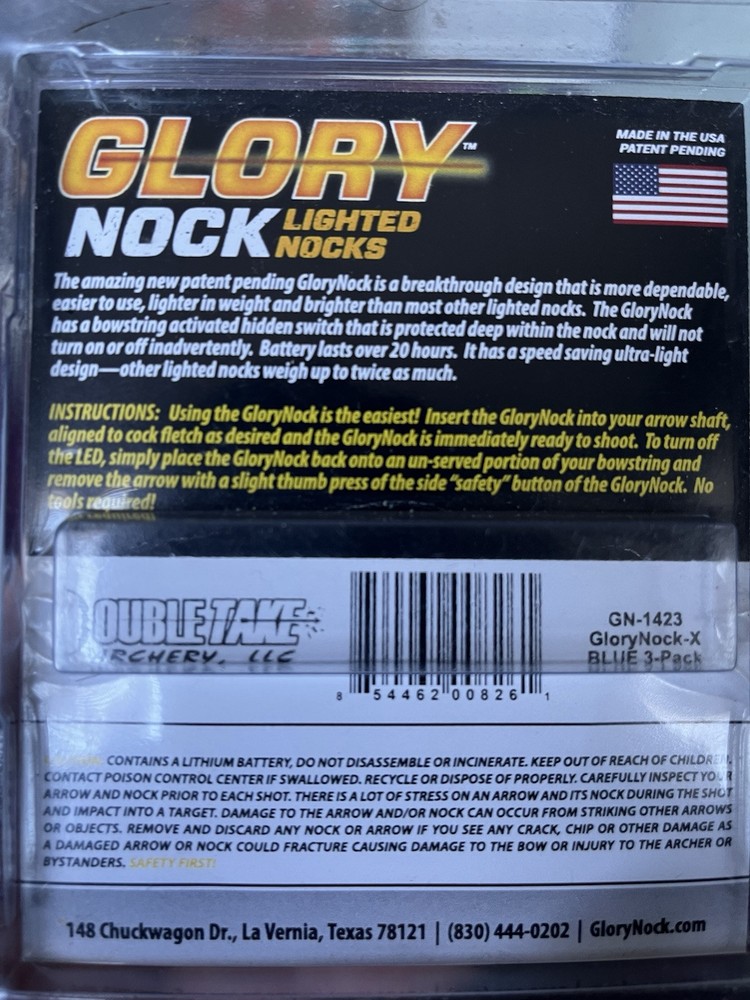 GLORY™
NOCK LIGHTED
NOCKS
MADE IN THE USA
PATENT PENDING
The amazing new patent pending GloryNock is a breakthrough design that is more dependable,
easier to use, lighter in weight and brighter than most other lighted nocks. The GloryNock
has a bowstring activated hidden switch that is protected deep within the nock and will not
turn on or off inadvertently. Battery lasts over 20 hours. It has a speed saving ultra-light
design—other lighted nocks weigh up to twice as much.
INSTRUCTIONS: Using the GloryNock is the easiest! Insert the GloryNock into your arrow shaft,
aligned to cock fletch as desired and the GloryNock is immediately ready to shoot. To turn off
the LED, simply place the GloryNock back onto an un-served portion of your bowstring and
remove the arrow with a slight thumb press of the side "safety" button of the GloryNock. No
tools required!
OUBLE TAKE
RCHERY, LLC
8 54462 00826 1
GN-1423
GloryNock-X
BLUE 3-Pack
CONTAINS A LITHIUM BATTERY, DO NOT DISASSEMBLE OR INCINERATE. KEEP OUT OF REACH OF CHILDREN.
CONTACT POISON CONTROL CENTER IF SWALLOWED. RECYCLE OR DISPOSE OF PROPERLY. CAREFULLY INSPECT YOUR
ARROW AND NOCK PRIOR TO EACH SHOT. THERE IS A LOT OF STRESS ON AN ARROW AND ITS NOCK DURING THE SHOT
AND IMPACT INTO A TARGET. DAMAGE TO THE ARROW AND/OR NOCK CAN OCCUR FROM STRIKING OTHER ARROWS
OR OBJECTS. REMOVE AND DISCARD ANY NOCK OR ARROW IF YOU SEE ANY CRACK, CHIP OR OTHER DAMAGE AS
A DAMAGED ARROW OR NOCK COULD FRACTURE CAUSING DAMAGE TO THE BOW OR INJURY TO THE ARCHER OR
BYSTANDERS. SAFETY FIRST!
148 Chuckwagon Dr., La Vernia, Texas 78121 | (830) 444-0202 | GloryNock.com